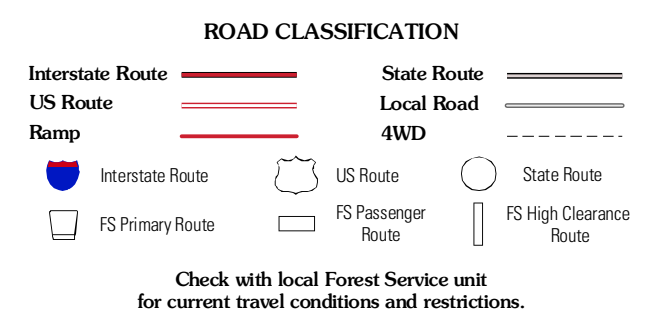 ROAD CLASSIFICATION
Interstate Route
State Route
US Route
Local Road
Ramp
4WD
Interstate Route
US Route
State Route
FS Primary Route
FS Passenger
Route
FS High Clearance
Route
Check with local Forest Service unit
for current travel conditions and restrictions.